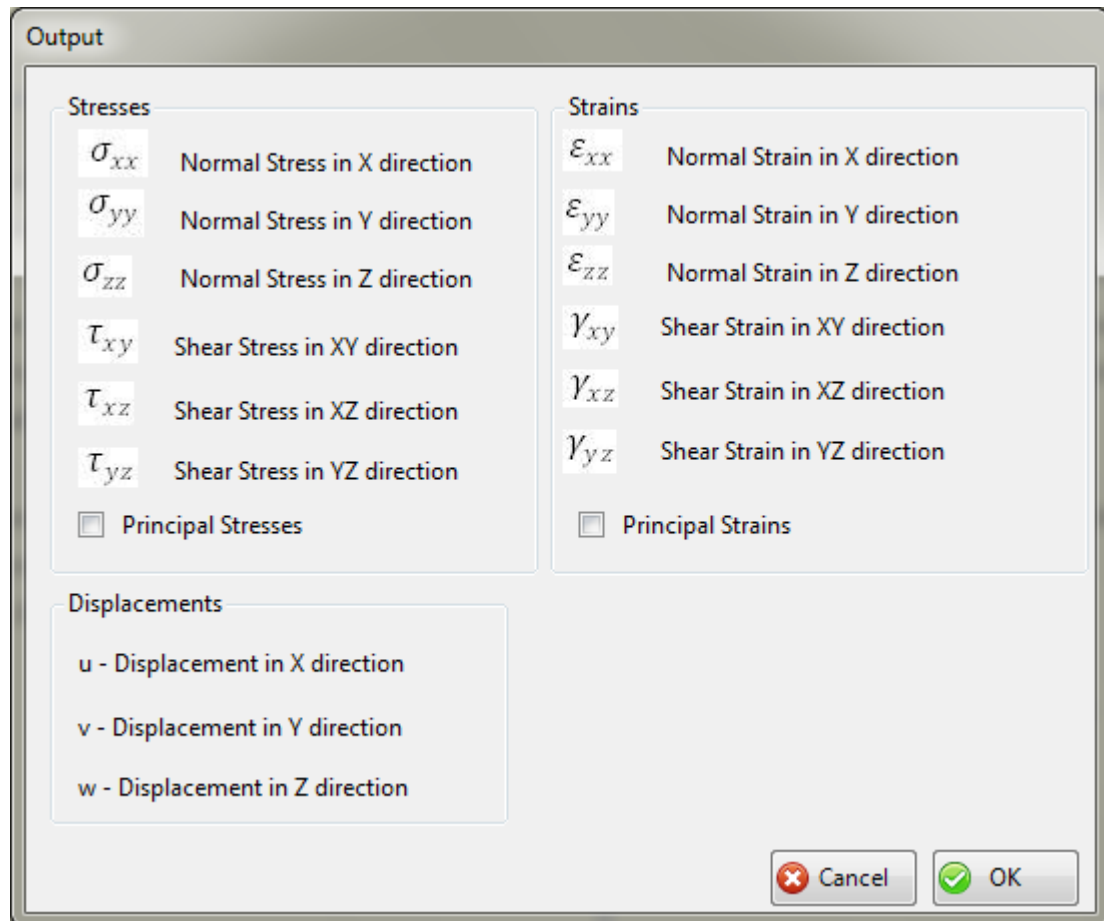 Output
Stresses
σxx Normal Stress in X direction
σyy Normal Stress in Y direction
σzz Normal Stress in Z direction
τxy Shear Stress in XY direction
τxz Shear Stress in XZ direction
τyz Shear Stress in YZ direction
Principal Stresses
Strains
εxx Normal Strain in X direction
εyy Normal Strain in Y direction
εzz Normal Strain in Z direction
γxy Shear Strain in XY direction
γxz Shear Strain in XZ direction
γyz Shear Strain in YZ direction
Principal Strains
Displacements
u - Displacement in X direction
v - Displacement in Y direction
w - Displacement in Z direction
Cancel
OK